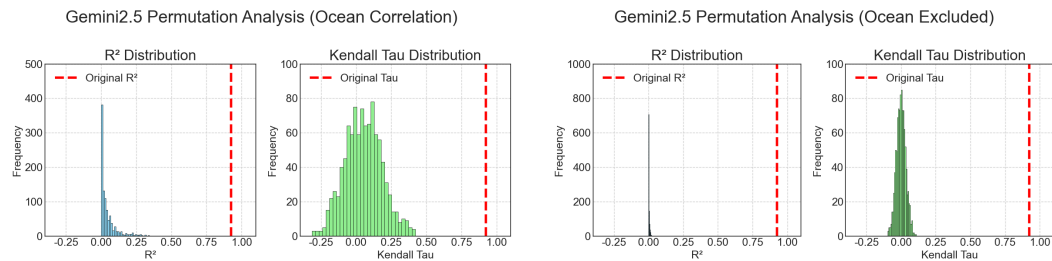 Gemini2.5 Permutation Analysis (Ocean Correlation)
R² Distribution
500
400
300
200
100
0
Frequency
Original R²
-0.25 0.00 0.25 0.50 0.75 1.00
R²
Kendall Tau Distribution
100
80
60
40
20
0
Frequency
Original Tau
-0.25 0.00 0.25 0.50 0.75 1.00
Kendall Tau
Gemini2.5 Permutation Analysis (Ocean Excluded)
R² Distribution
1000
800
600
400
200
0
Frequency
Original R²
-0.25 0.00 0.25 0.50 0.75 1.00
R²
Kendall Tau Distribution
100
80
60
40
20
0
Frequency
Original Tau
-0.25 0.00 0.25 0.50 0.75 1.00
Kendall Tau